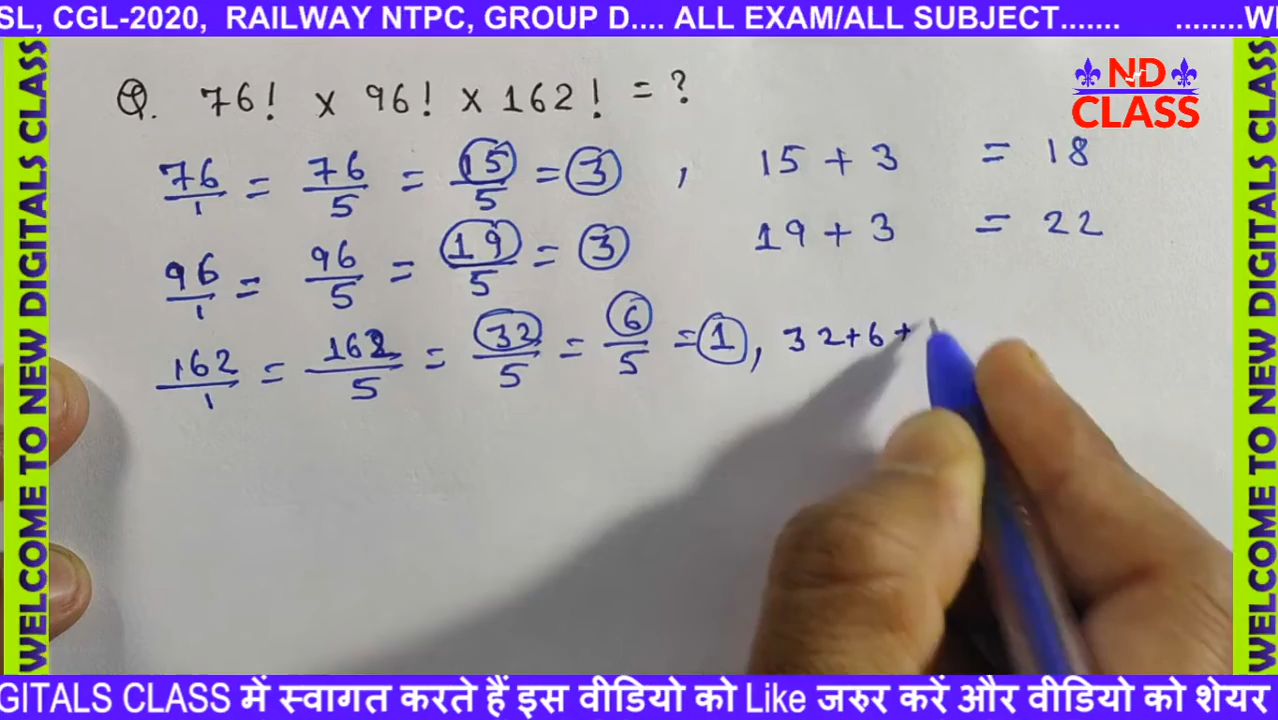 SL, CGL-2020, RAILWAY NTPC, GROUP D.... ALL EXAM/ALL SUBJECT....... ........W
WELCOME TO NEW DIGITALS CLASS
ND
CLASS
Q. 76! x 96! x 162! = ?
76/1 = 76/5 = 15/5 = 3 , 15 + 3 = 18
96/1 = 96/5 = 19/5 = 3 19 + 3 = 22
162/1 = 162/5 = 32/5 = 6/5 = 1 , 32+6+
WELCOME TO NEW DIGITALS CLASS
GITALS CLASS में स्वागत करते हैं इस वीडियो को Like जरुर करें और वीडियो को शेयर